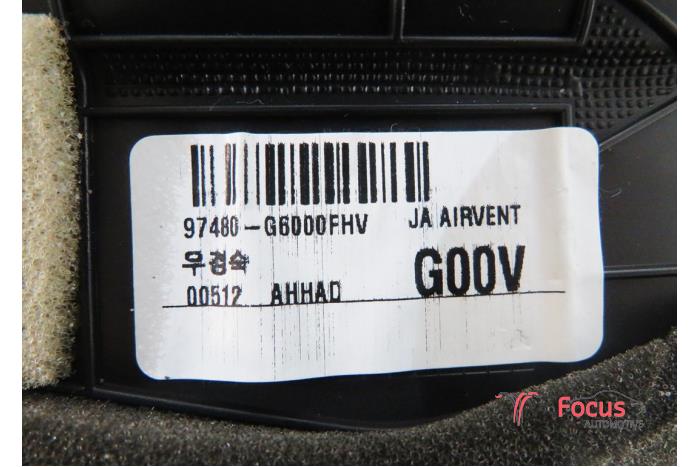 97480-G6000FHV JA AIRVENT
우경숙 G00V
00512 AHHAD
Focus
AUTOMOTIVE